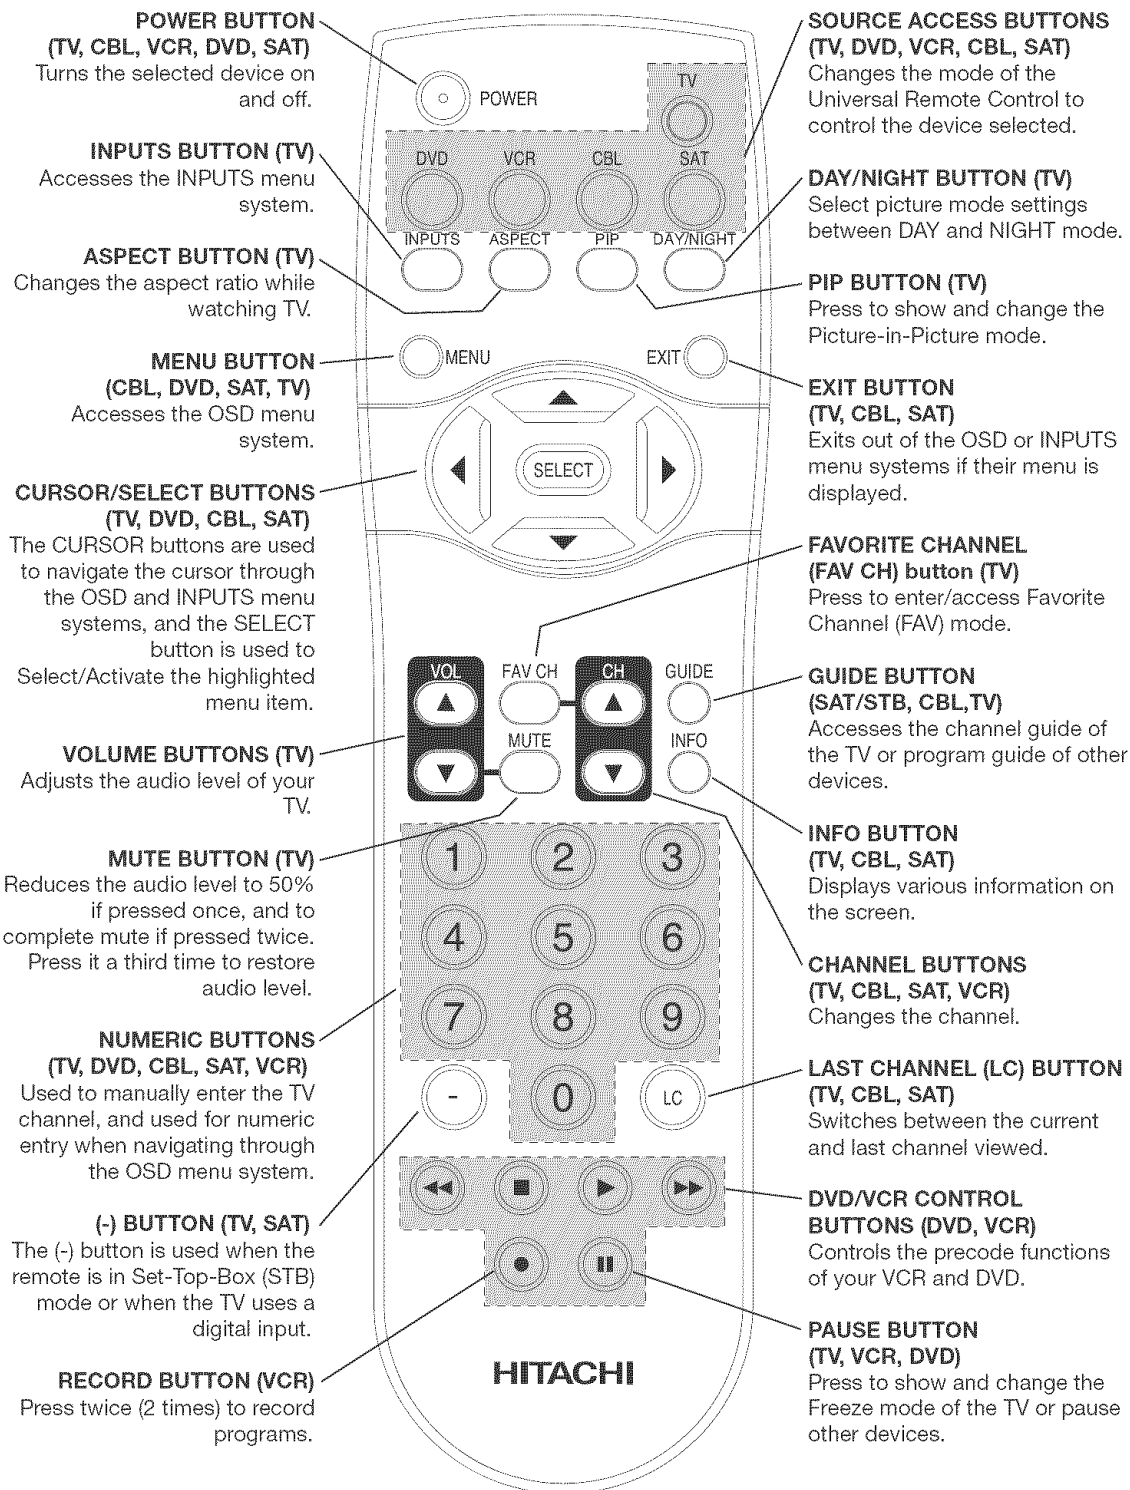 POWER BUTTON
(TV, CBL, VCR, DVD, SAT)
Turns the selected device on
and off.
INPUTS BUTTON (TV)
Accesses the INPUTS menu
system.
ASPECT BUTTON (TV)
Changes the aspect ratio while
watching TV.
MENU BUTTON
(CBL, DVD, SAT, TV)
Accesses the OSD menu
system.
CURSOR/SELECT BUTTONS
(TV, DVD, CBL, SAT)
The CURSOR buttons are used
to navigate the cursor through
the OSD and INPUTS menu
systems, and the SELECT
button is used to
Select/Activate the highlighted
menu item.
VOLUME BUTTONS (TV)
Adjusts the audio level of your
TV.
MUTE BUTTON (TV)
Reduces the audio level to 50%
if pressed once, and to
complete mute if pressed twice.
Press it a third time to restore
audio level.
NUMERIC BUTTONS
(TV, DVD, CBL, SAT, VCR)
Used to manually enter the TV
channel, and used for numeric
entry when navigating through
the OSD menu system.
(-) BUTTON (TV, SAT)
The (-) button is used when the
remote is in Set-Top-Box (STB)
mode or when the TV uses a
digital input.
RECORD BUTTON (VCR)
Press twice (2 times) to record
programs.
POWER
TV
DVD VCR CBL SAT
INPUTS ASPECT PIP DAY/NIGHT
MENU EXIT
SELECT
VOL FAV CH CH GUIDE
MUTE INFO
1 2 3
4 5 6
7 8 9
- 0 LC
HITACHI
SOURCE ACCESS BUTTONS
(TV, DVD, VCR, CBL, SAT)
Changes the mode of the
Universal Remote Control to
control the device selected.
DAY/NIGHT BUTTON (TV)
Select picture mode settings
between DAY and NIGHT mode.
PIP BUTTON (TV)
Press to show and change the
Picture-in-Picture mode.
EXIT BUTTON
(TV, CBL, SAT)
Exits out of the OSD or INPUTS
menu systems if their menu is
displayed.
FAVORITE CHANNEL
(FAV CH) button (TV)
Press to enter/access Favorite
Channel (FAV) mode.
GUIDE BUTTON
(SAT/STB, CBL,TV)
Accesses the channel guide of
the TV or program guide of other
devices.
INFO BUTTON
(TV, CBL, SAT)
Displays various information on
the screen.
CHANNEL BUTTONS
(TV, CBL, SAT, VCR)
Changes the channel.
LAST CHANNEL (LC) BUTTON
(TV, CBL, SAT)
Switches between the current
and last channel viewed.
DVD/VCR CONTROL
BUTTONS (DVD, VCR)
Controls the precode functions
of your VCR and DVD.
PAUSE BUTTON
(TV, VCR, DVD)
Press to show and change the
Freeze mode of the TV or pause
other devices.